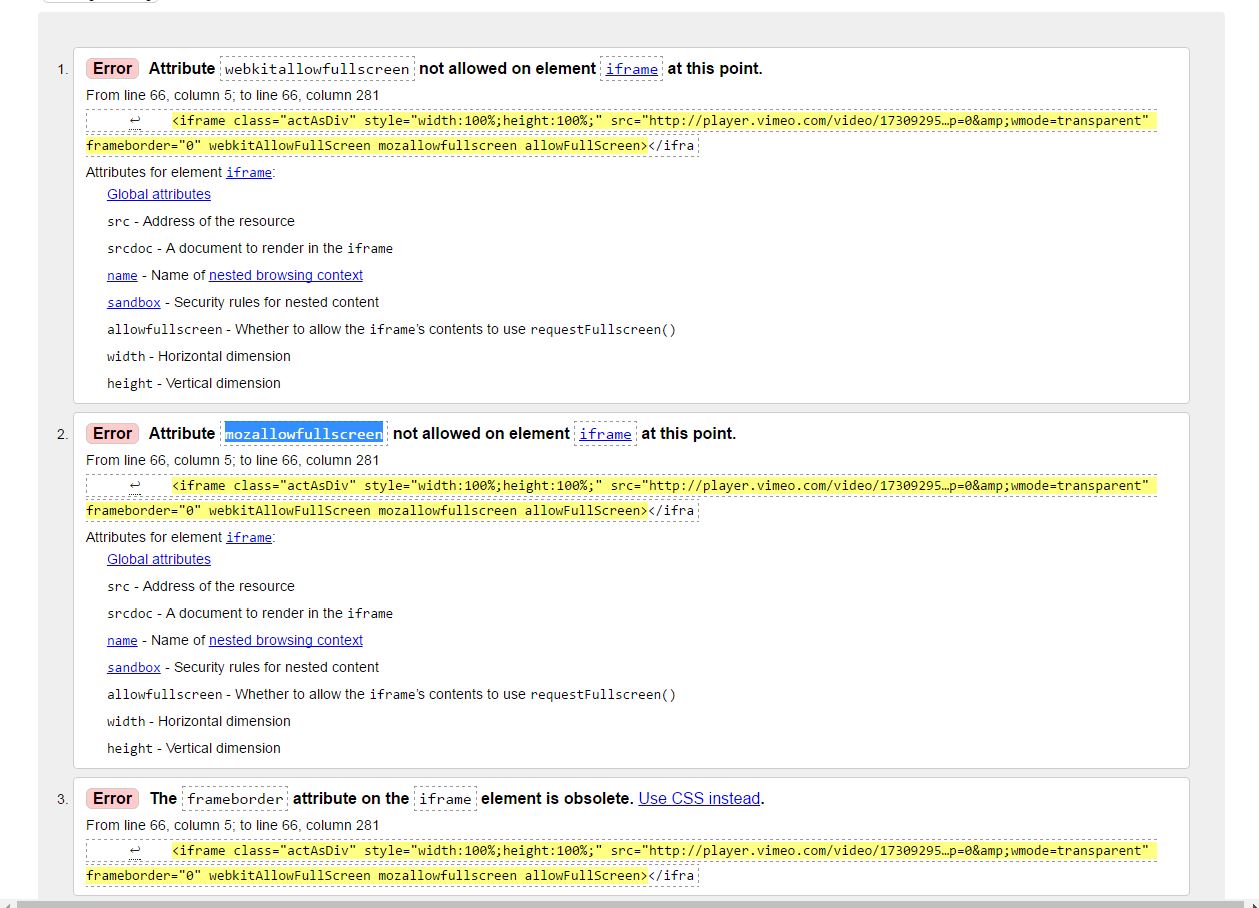 1. Error Attribute webkitallowfullscreen not allowed on element iframe at this point.
From line 66, column 5; to line 66, column 281
↩ <iframe class="actAsDiv" style="width:100%;height:100%;" src="http://player.vimeo.com/video/17309295…p=0&amp;wmode=transparent"
frameborder="0" webkitAllowFullScreen mozallowfullscreen allowFullScreen></ifra
Attributes for element iframe:
Global attributes
src - Address of the resource
srcdoc - A document to render in the iframe
name - Name of nested browsing context
sandbox - Security rules for nested content
allowfullscreen - Whether to allow the iframe's contents to use requestFullscreen()
width - Horizontal dimension
height - Vertical dimension
2. Error Attribute mozallowfullscreen not allowed on element iframe at this point.
From line 66, column 5; to line 66, column 281
↩ <iframe class="actAsDiv" style="width:100%;height:100%;" src="http://player.vimeo.com/video/17309295…p=0&amp;wmode=transparent"
frameborder="0" webkitAllowFullScreen mozallowfullscreen allowFullScreen></ifra
Attributes for element iframe:
Global attributes
src - Address of the resource
srcdoc - A document to render in the iframe
name - Name of nested browsing context
sandbox - Security rules for nested content
allowfullscreen - Whether to allow the iframe's contents to use requestFullscreen()
width - Horizontal dimension
height - Vertical dimension
3. Error The frameborder attribute on the iframe element is obsolete. Use CSS instead.
From line 66, column 5; to line 66, column 281
↩ <iframe class="actAsDiv" style="width:100%;height:100%;" src="http://player.vimeo.com/video/17309295…p=0&amp;wmode=transparent"
frameborder="0" webkitAllowFullScreen mozallowfullscreen allowFullScreen></ifra